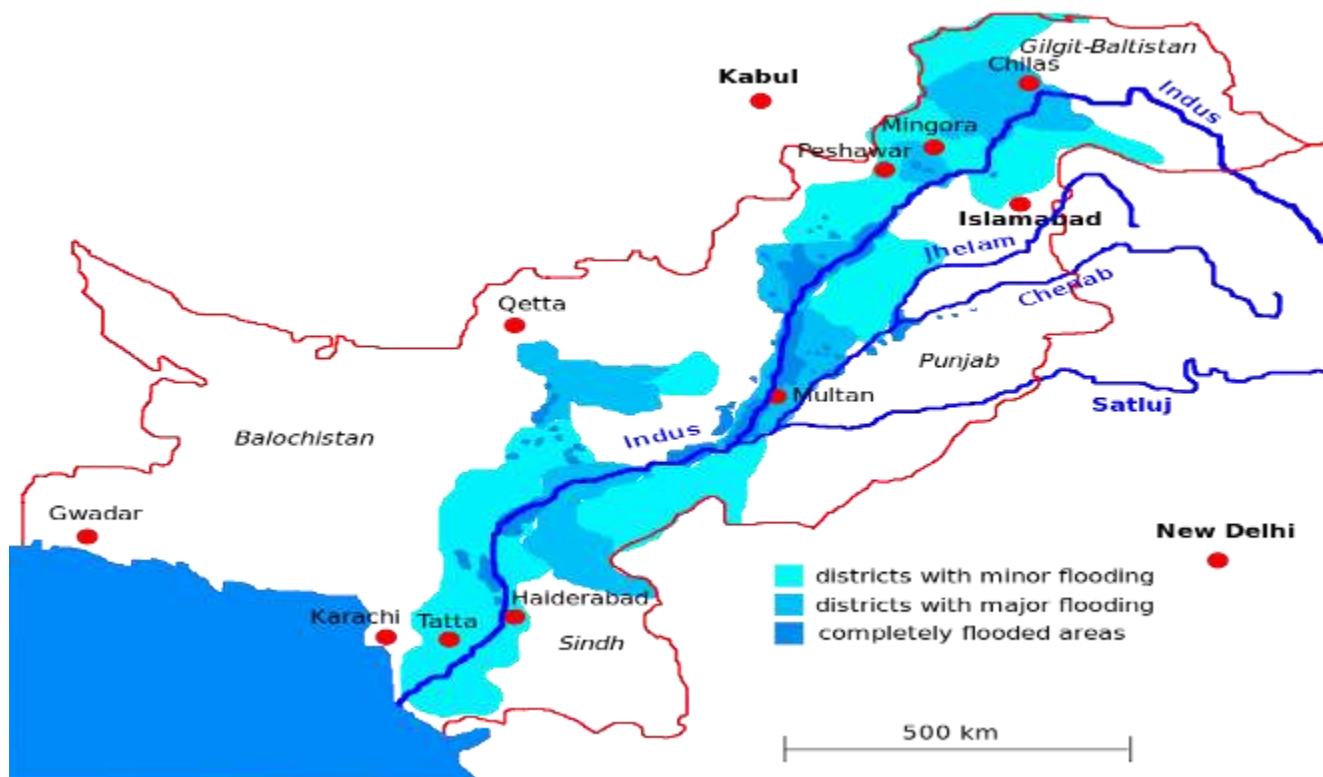 Gilgit-Baltistan
Chilas
Kabul
Indus
Mingora
Peshawar
Islamabad
Jhelam
Chenab
Qetta
Punjab
Multan
Satluj
Indus
Balochistan
Gwadar
New Delhi
districts with minor flooding
districts with major flooding
completely flooded areas
Haiderabad
Karachi
Tatta
Sindh
500 km